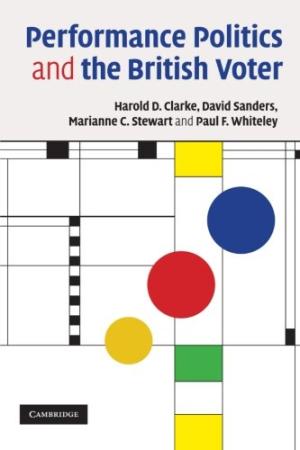 Performance Politics
and the British Voter
Harold D. Clarke, David Sanders,
Marianne C. Stewart and Paul F. Whiteley
CAMBRIDGE